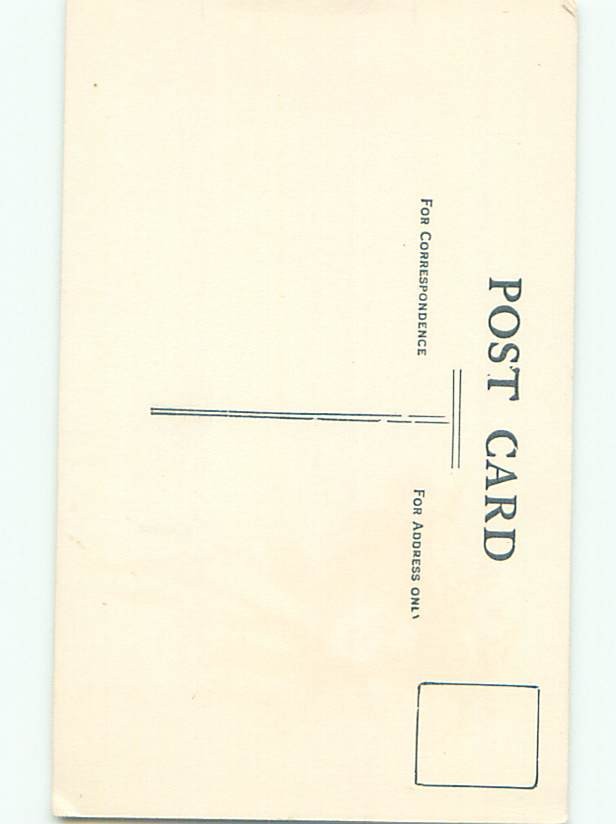 POST CARD
FOR CORRESPONDENCE
FOR ADDRESS ONLY